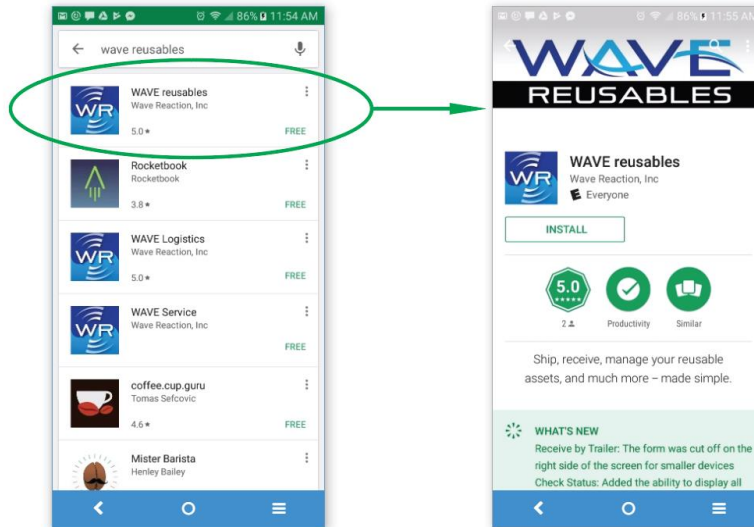 86% 11:54 AM
wave reusables
WAVE reusables
Wave Reaction, Inc
5.0★
FREE
WR
Rocketbook
Rocketbook
3.8★
FREE
WAVE Logistics
Wave Reaction, Inc
5.0★
FREE
WR
WAVE Service
Wave Reaction, Inc
FREE
WR
coffee.cup.guru
Tomas Sefcovic
4.6★
FREE
Mister Barista
Henley Bailey
86% 11:55 AM
WAVE
REUSABLES
WR
WAVE reusables
Wave Reaction, Inc
E Everyone
INSTALL
5.0
★★★★★
2
Productivity
Similar
Ship, receive, manage your reusable
assets, and much more – made simple.
WHAT'S NEW
Receive by Trailer: The form was cut off on the
right side of the screen for smaller devices
Check Status: Added the ability to display all